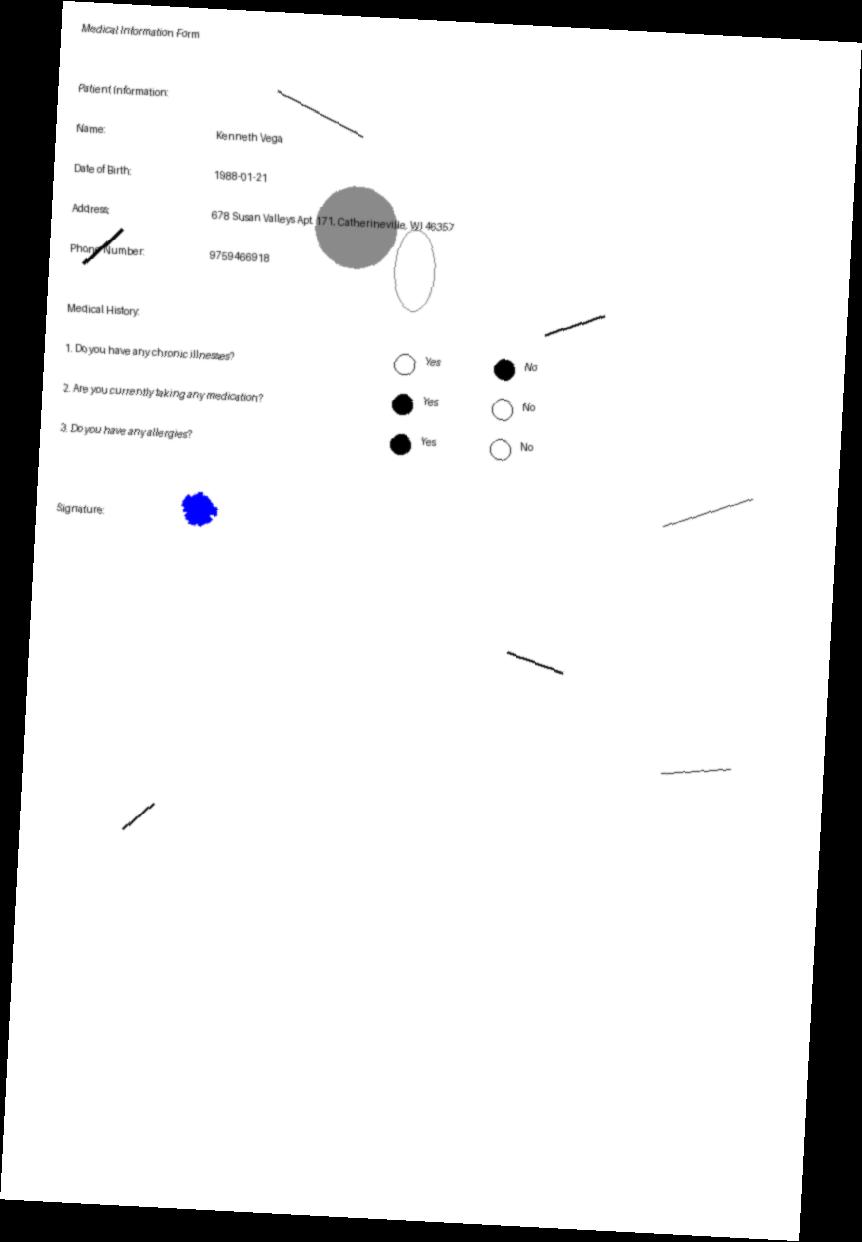 Medical Information Form
Patient Information:
Name: Kenneth Vega
Date of Birth: 1988-01-21
Address: 678 Susan Valleys Apt. 171, Catherineville, WI 46357
Phone Number: 9759466918
Medical History:
1. Do you have any chronic illnesses? Yes No
2. Are you currently taking any medication? Yes No
3. Do you have any allergies? Yes No
Signature: